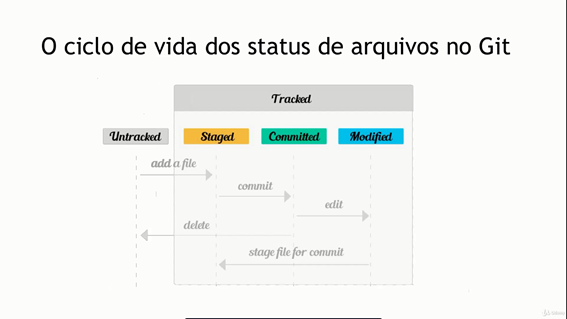 O ciclo de vida dos status de arquivos no Git
Tracked
Untracked
Staged
Committed
Modified
add a file
commit
edit
delete
stage file for commit